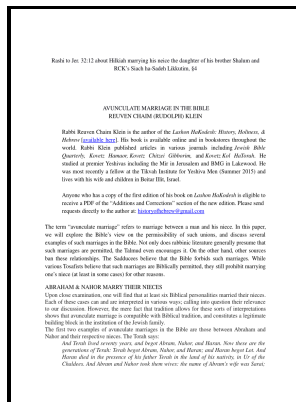 Rashi to Jer. 32:12 about Hilkiah marrying his neice the daughter of his brother Shalum and
RCK's Siach ha-Sadeh Likkutim, §4
AVUNCULATE MARRIAGE IN THE BIBLE
REUVEN CHAIM (RUDOLPH) KLEIN
Rabbi Reuven Chaim Klein is the author of the Lashon HaKodesh: History, Holiness, &
Hebrew [available here]. His book is available online and in bookstores throughout the
world. Rabbi Klein published articles in various journals including Jewish Bible
Quarterly, Kovetz Hamaor, Kovetz Chitzei Gibborim, and Kovetz Kol HaTorah. He
studied at premier Yeshivas including the Mir in Jerusalem and BMG in Lakewood. He
was most recently a fellow at the Tikvah Institute for Yeshiva Men (Summer 2015) and
lives with his wife and children in Beitar Illit, Israel.
Anyone who has a copy of the first edition of his book on Lashon HaKodesh is eligible to
receive a PDF of the "Additions and Corrections" section of the new edition. Please send
requests directly to the author at: historyofhebrew@gmail.com
The term "avunculate marriage" refers to marriage between a man and his niece. In this paper,
we will explore the Bible's view on the permissibility of such unions, and discuss several
examples of such marriages in the Bible. Not only does rabbinic literature generally presume that
such marriages are permitted, the Talmud even encourages it. On the other hand, other sources
ban these relationships. The Sadducees believe that the Bible forbids such marriages. While
various Tosafists believe that such marriages are Biblically permitted, they still prohibit marrying
one's niece (at least in some cases) for other reasons.
ABRAHAM & NAHOR MARRY THEIR NIECES
Upon close examination, one will find that at least six Biblical personalities married their nieces.
Each of these cases can and are interpreted in various ways; calling into question their relevance
to our discussion. However, the mere fact that tradition allows for these sorts of interpretations
shows that avunculate marriage is compatible with Biblical tradition, and constitutes a legitimate
building block in the institution of the Jewish family.
The first two examples of avunculate marriages in the Bible are those between Abraham and
Nahor and their respective nieces. The Torah says:
And Terah lived seventy years, and begot Abram, Nahor, and Haran. Now these are the
generations of Terah: Terah begot Abram, Nahor, and Haran; and Haran begot Lot. And
Haran died in the presence of his father Terah in the land of his nativity, in Ur of the
Chaldees. And Abram and Nahor took them wives: the name of Abram's wife was Sarai;